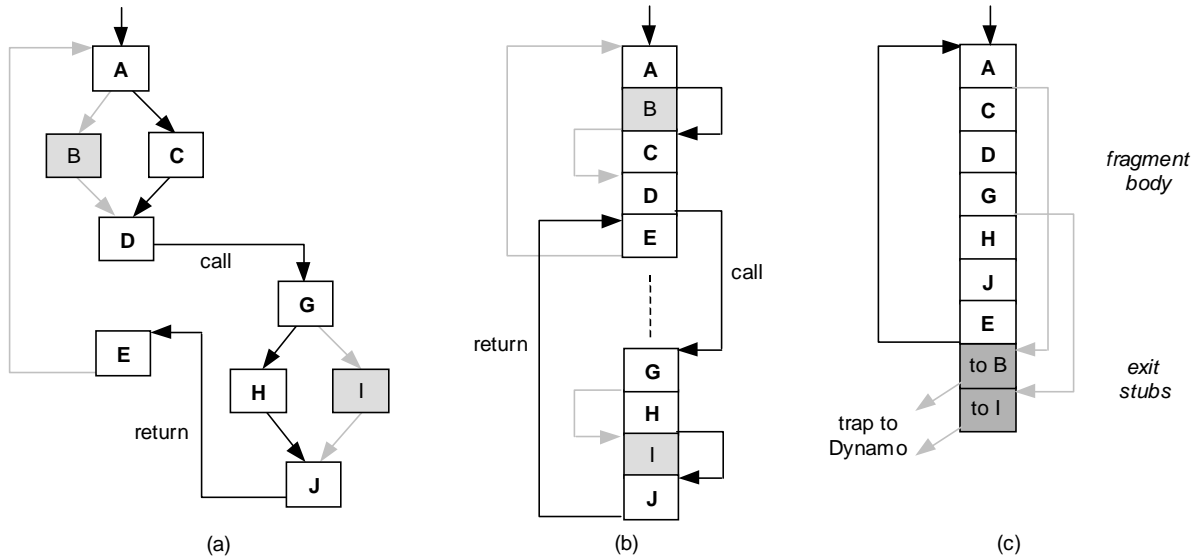 A
B
C
D
call
G
E
H
I
return
J
(a)
A
B
C
D
E
call
return
G
H
I
J
(b)
A
C
D
G
H
J
E
to B
to I
fragment
body
exit
stubs
trap to
Dynamo
(c)